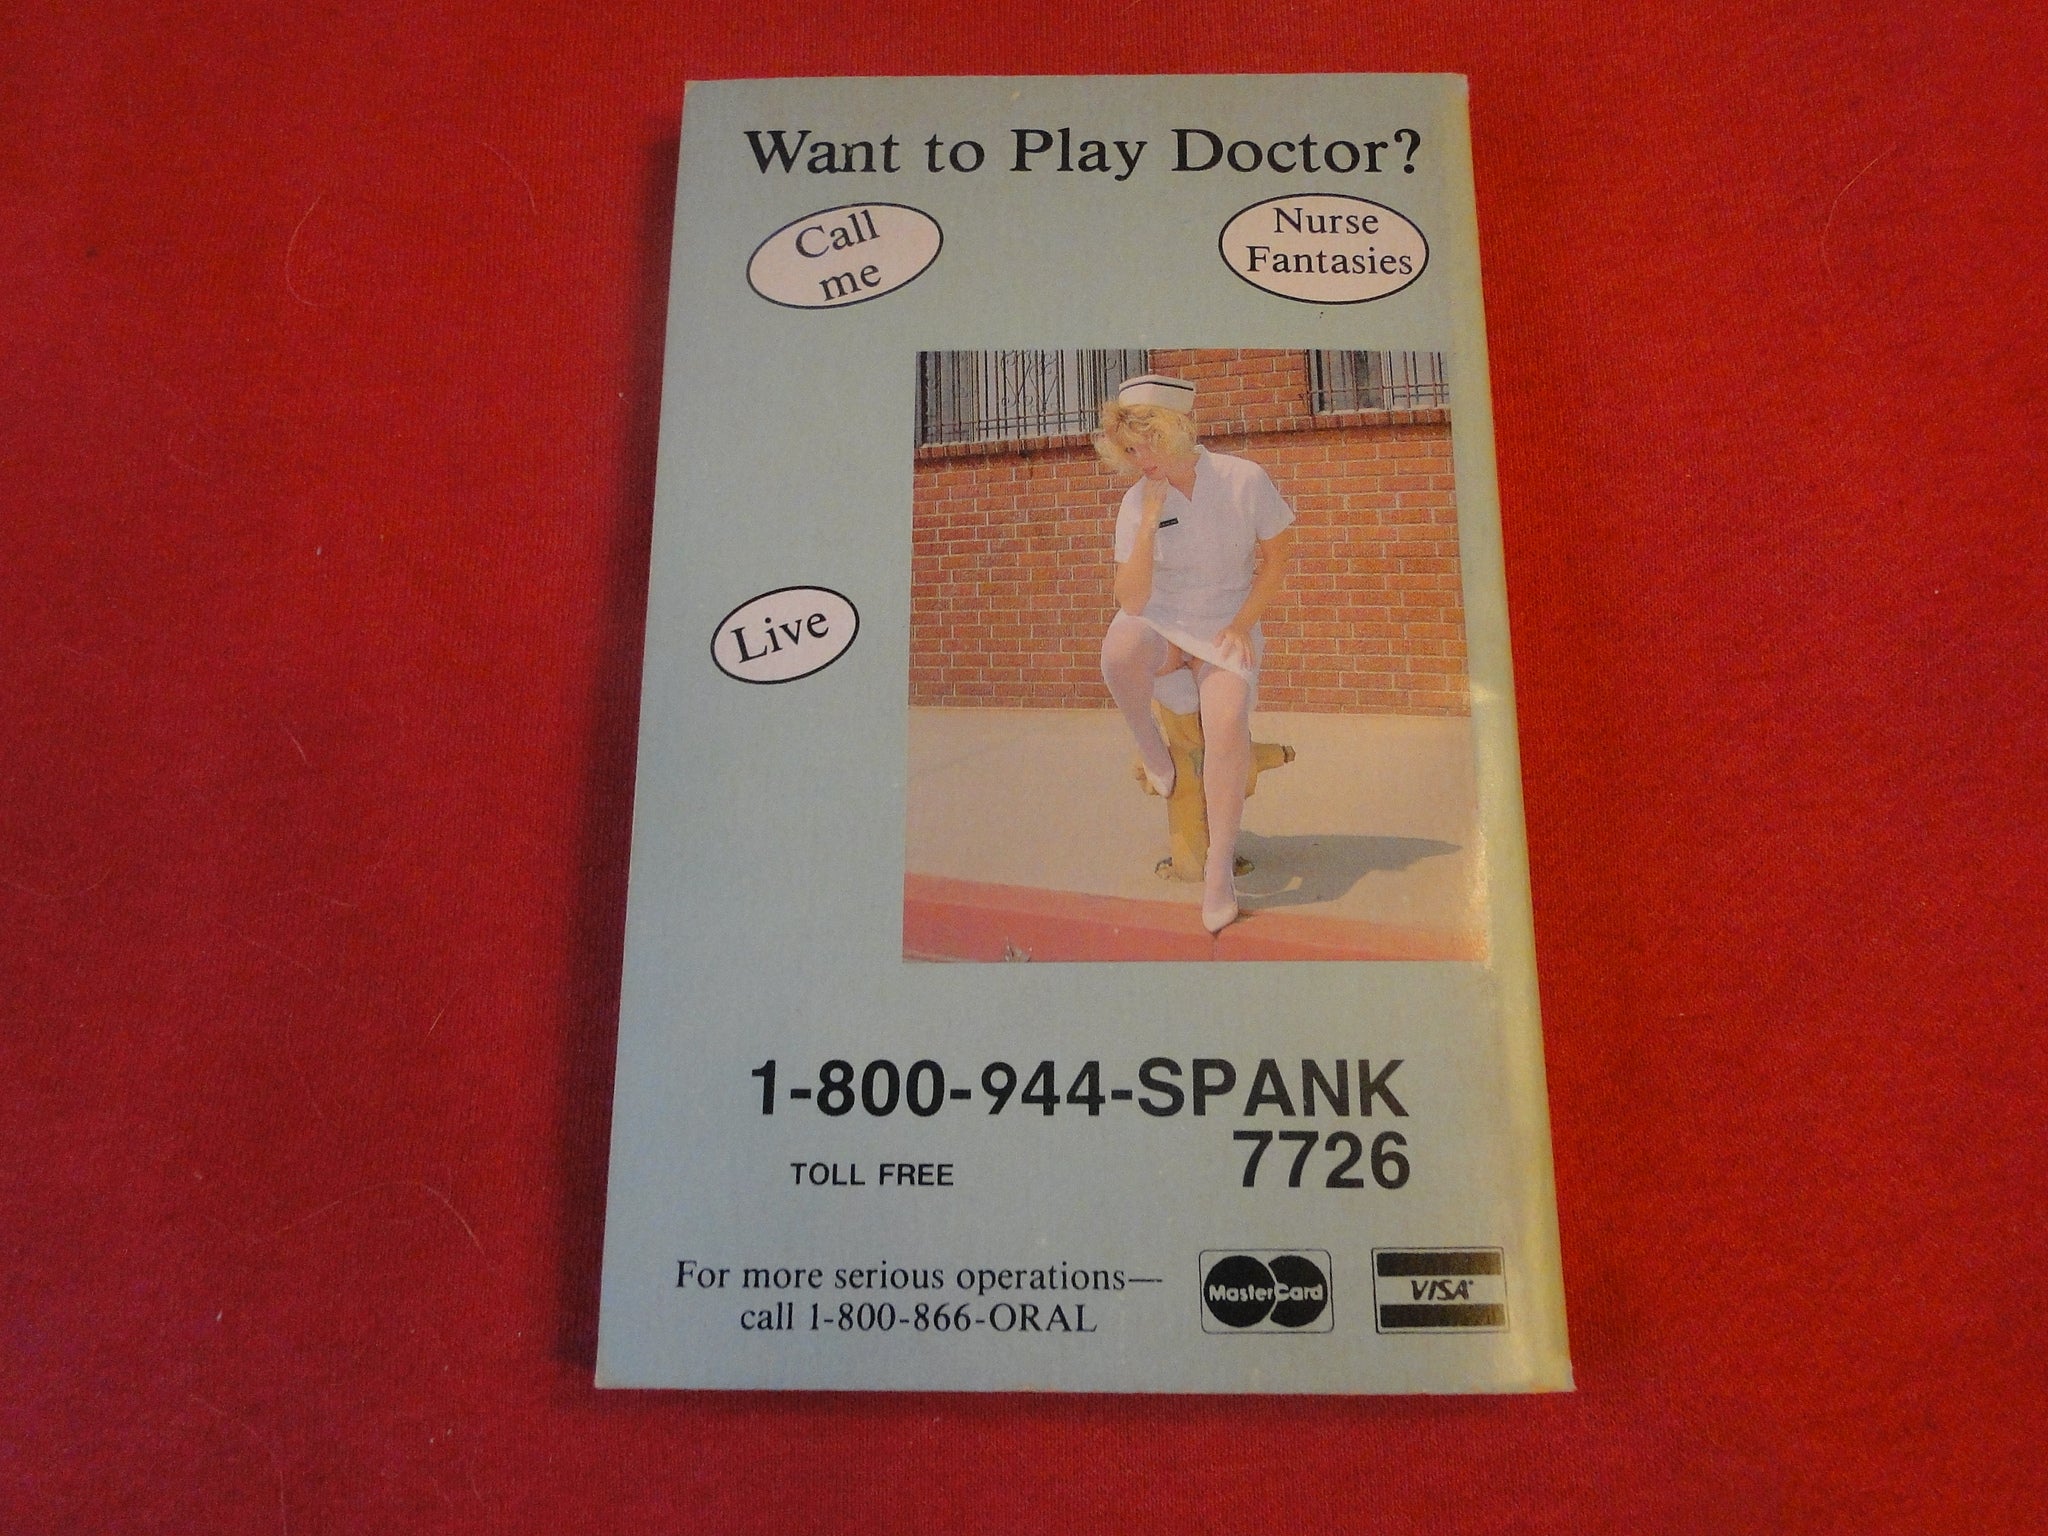 Want to Play Doctor?
Call
me
Nurse
Fantasies
Live
1-800-944-SPANK
7726
TOLL FREE
For more serious operations—
call 1-800-866-ORAL
MasterCard
VISA